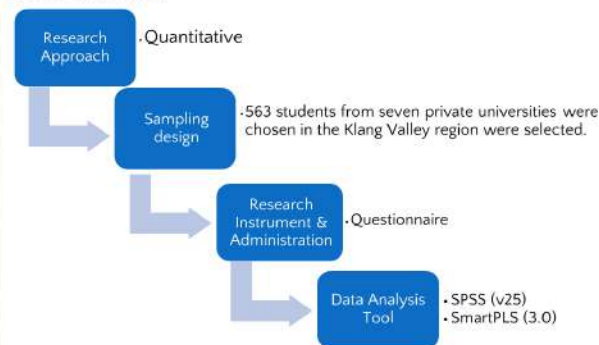 Research
Approach
·Quantitative
Sampling
design
·563 students from seven private universities were
chosen in the Klang Valley region were selected.
Research
Instrument &
Administration
·Questionnaire
Data Analysis
Tool
· SPSS (v25)
· SmartPLS (3.0)